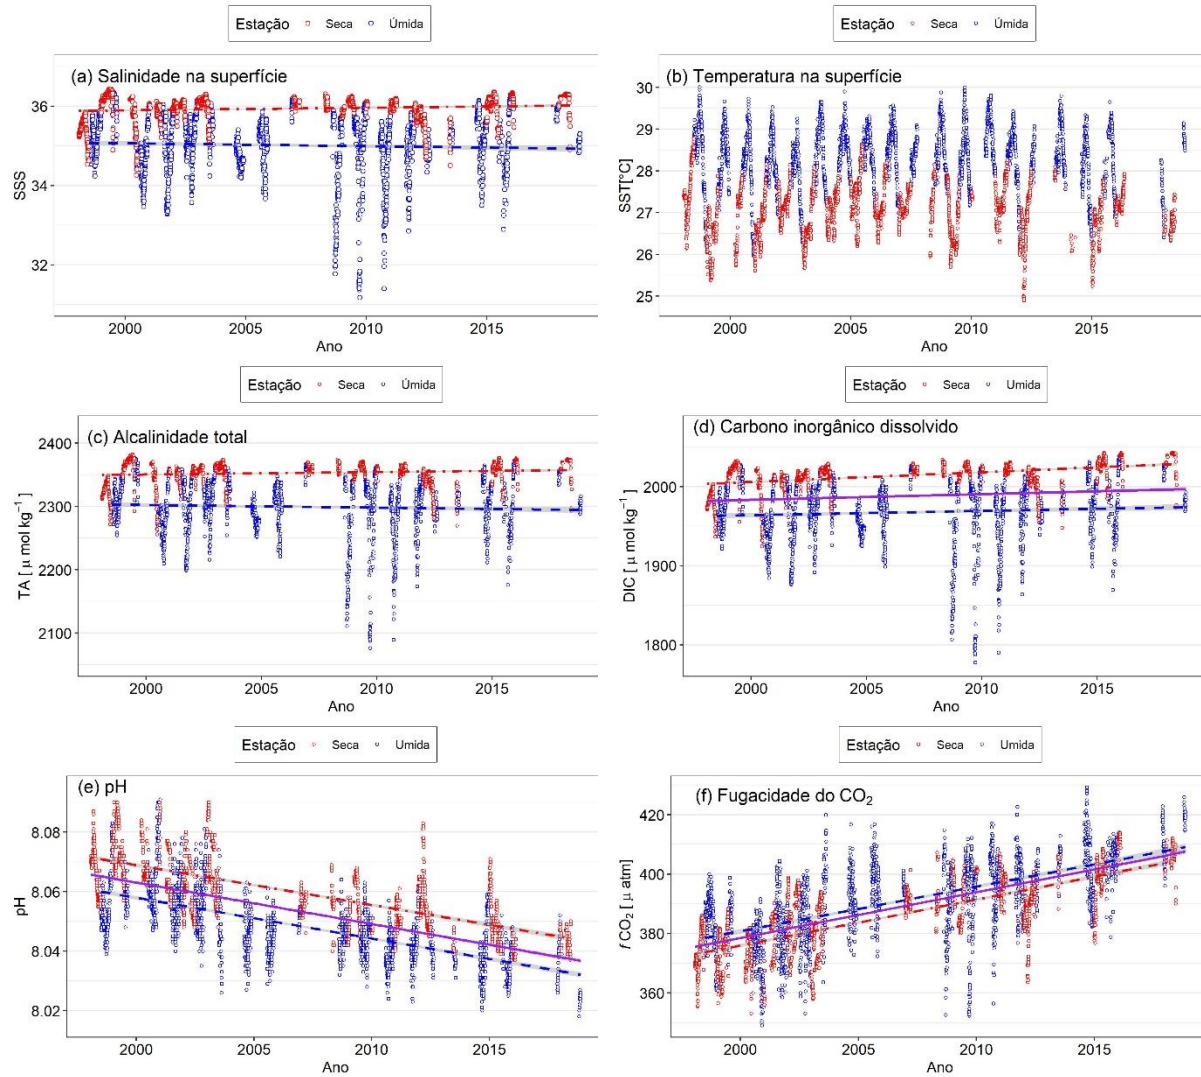 Estação Seca Úmida
Estação Seca Úmida
(a) Salinidade na superfície
(b) Temperatura na superfície
SSS
36
34
32
2000 2005 2010 2015
Ano
SST[°C]
30
29
28
27
26
25
2000 2005 2010 2015
Ano
Estação Seca Úmida
Estação Seca Úmida
(c) Alcalinidade total
(d) Carbono inorgânico dissolvido
TA [ µ mol kg⁻¹ ]
2400
2300
2200
2100
2000 2005 2010 2015
Ano
DIC [ µ mol kg⁻¹ ]
2000
1900
1800
2000 2005 2010 2015
Ano
Estação Seca Umida
Estação Seca Úmida
(e) pH
(f) Fugacidade do CO₂
pH
8.08
8.06
8.04
8.02
2000 2005 2010 2015
Ano
f CO₂ [ µ atm]
420
400
380
360
2000 2005 2010 2015
Ano